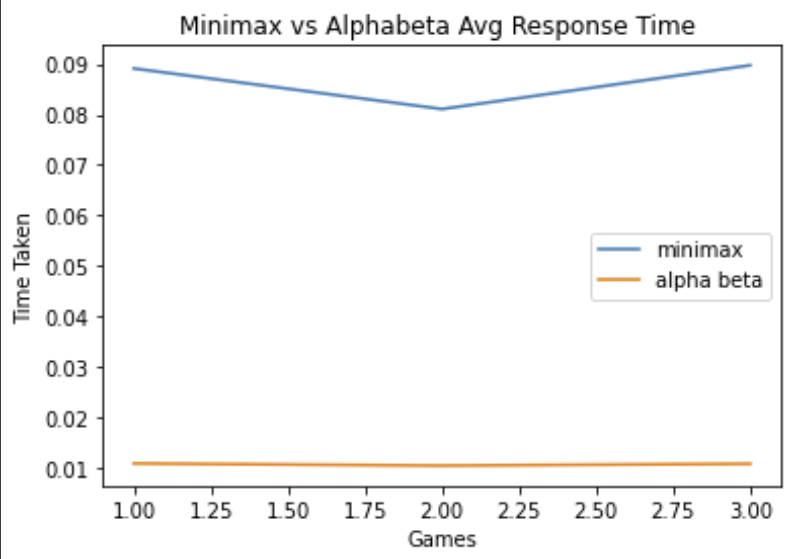 Minimax vs Alphabeta Avg Response Time
0.09
0.08
0.07
0.06
0.05
0.04
0.03
0.02
0.01
Time Taken
minimax
alpha beta
1.00 1.25 1.50 1.75 2.00 2.25 2.50 2.75 3.00
Games